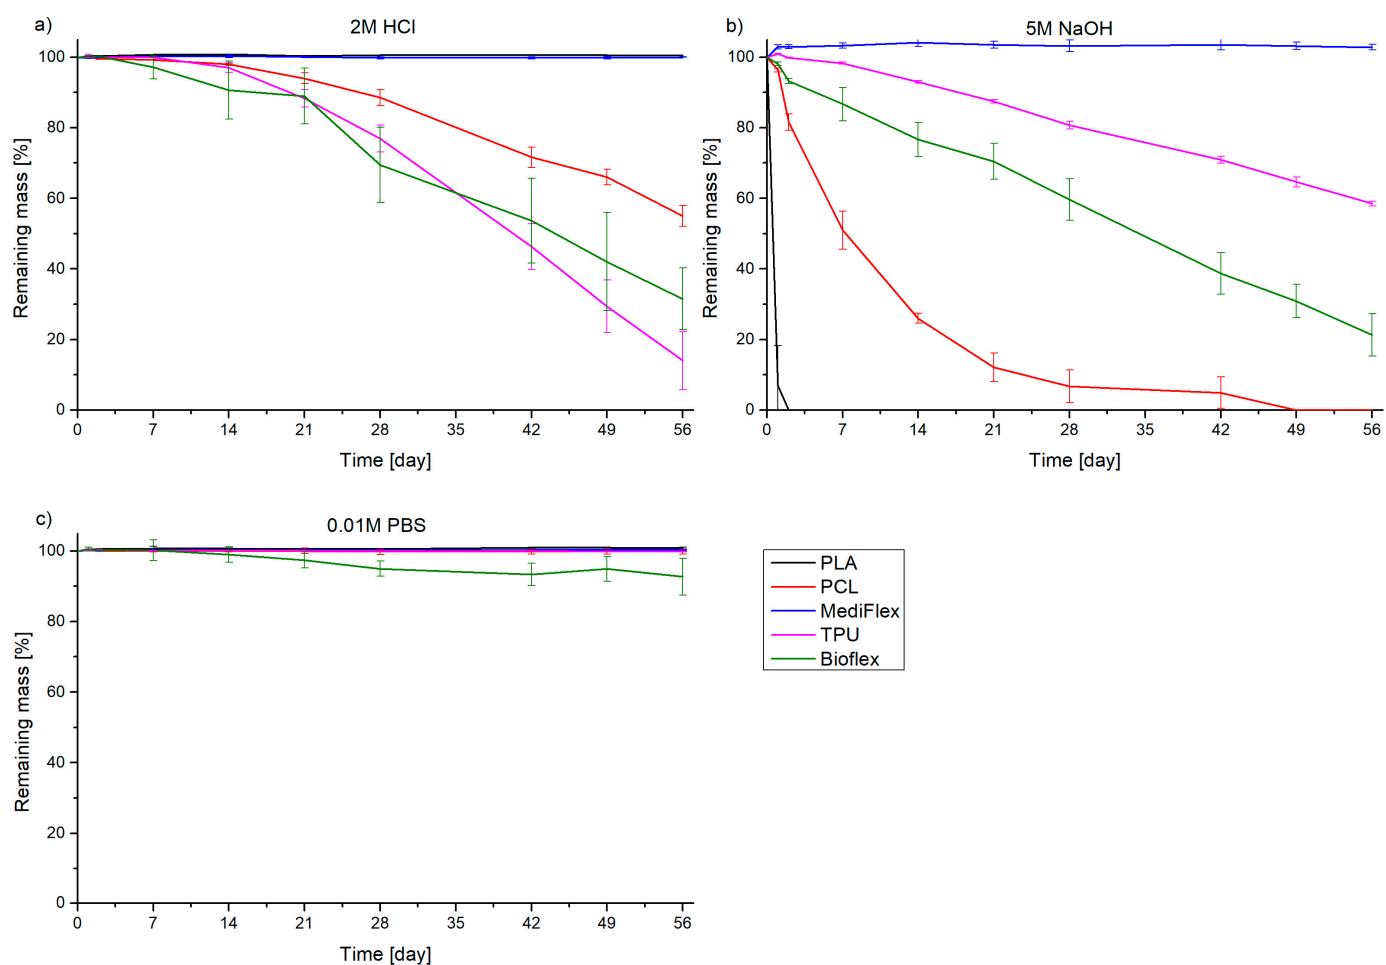 a)
2M HCl
100
80
60
40
20
0
Remaining mass [%]
0 7 14 21 28 35 42 49 56
Time [day]
b)
5M NaOH
100
80
60
40
20
0
Remaining mass [%]
0 7 14 21 28 35 42 49 56
Time [day]
c)
0.01M PBS
100
80
60
40
20
0
Remaining mass [%]
0 7 14 21 28 35 42 49 56
Time [day]
PLA
PCL
MediFlex
TPU
Bioflex